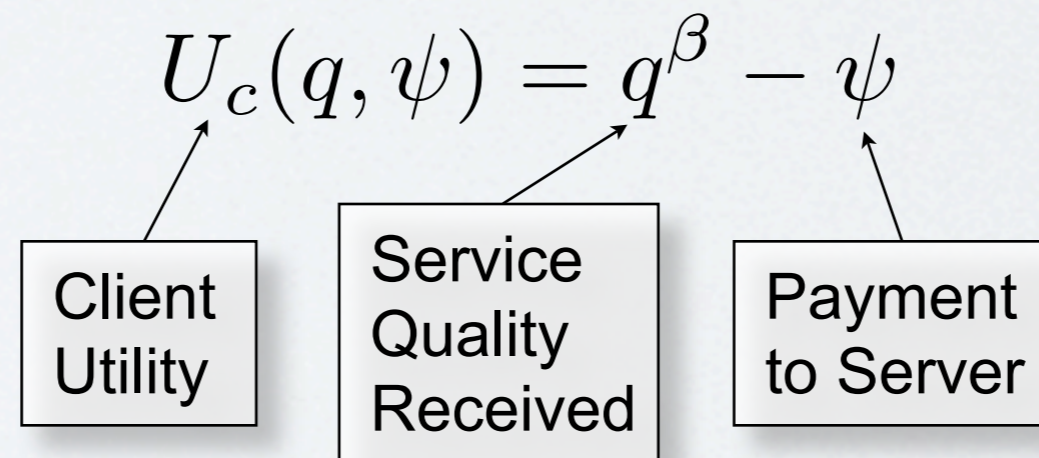 U_c(q, ψ) = q^β − ψ
Client
Utility
Service
Quality
Received
Payment
to Server